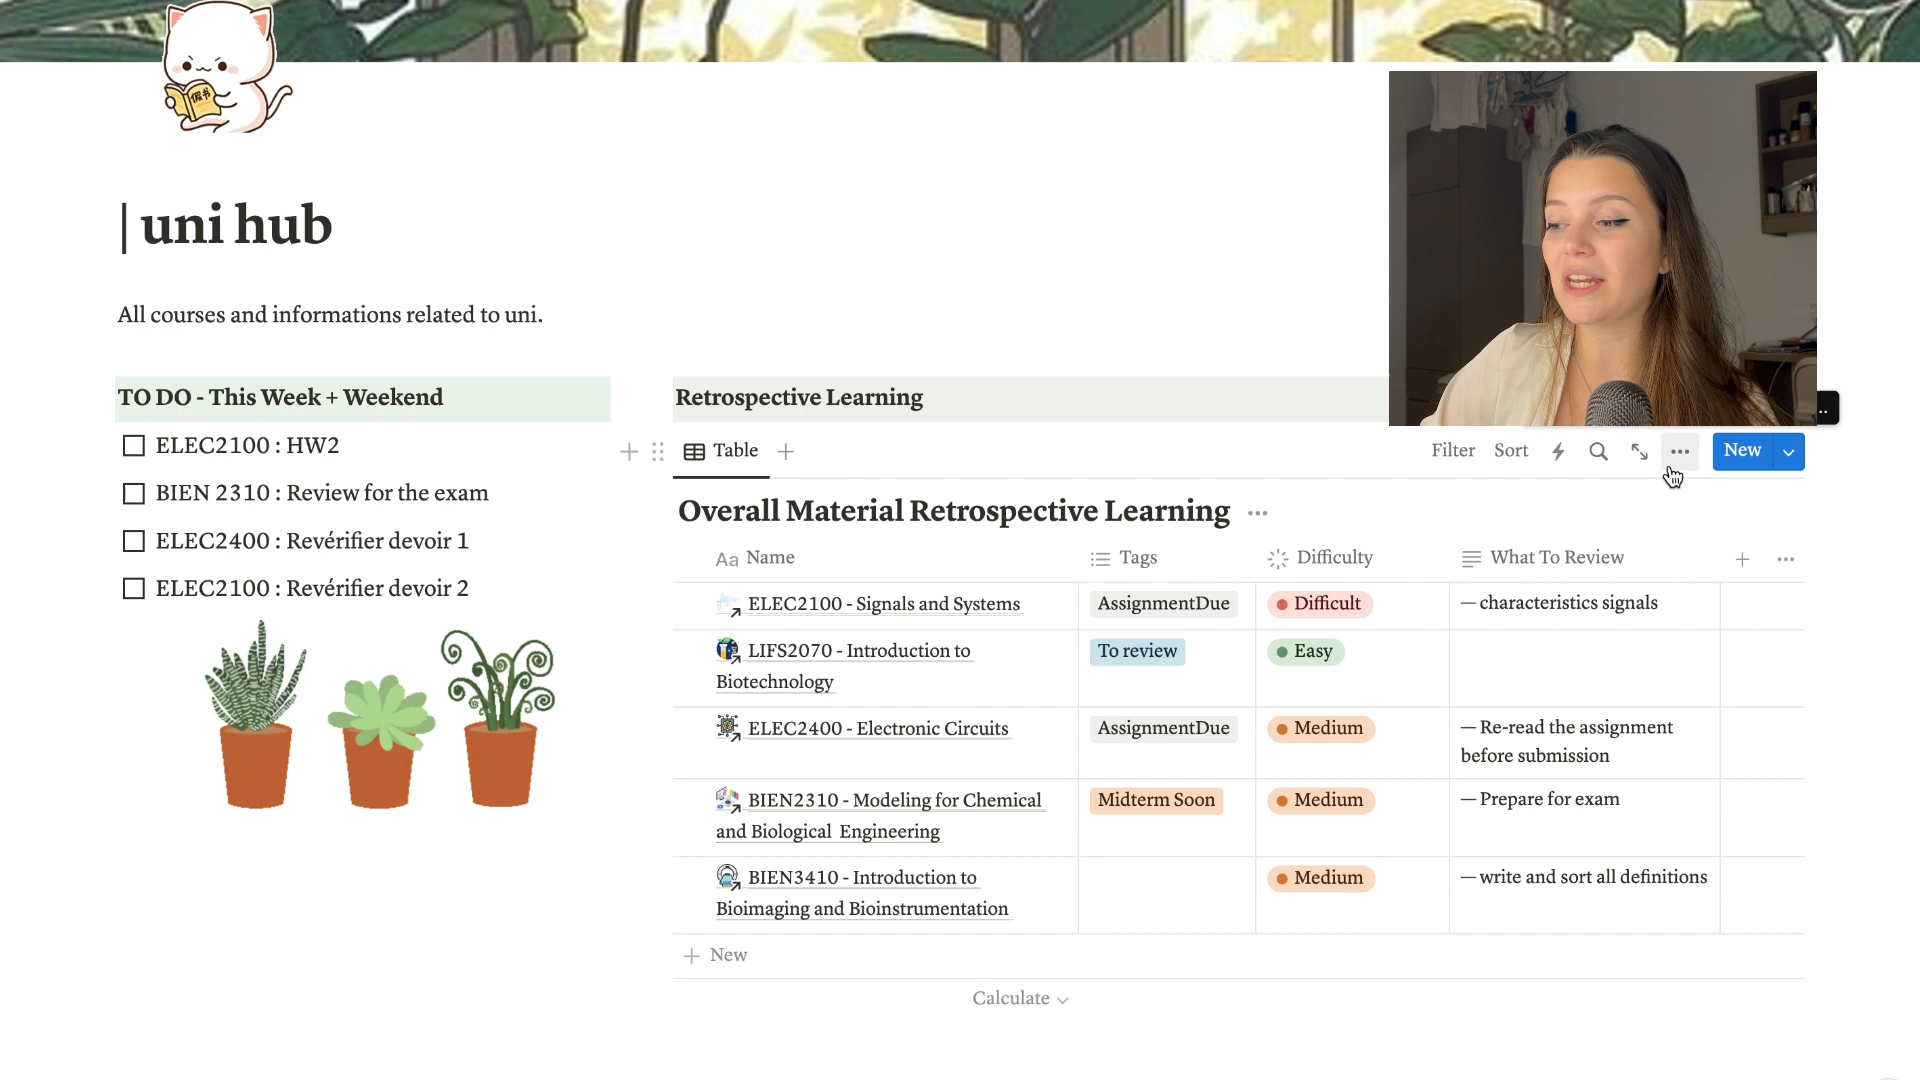 假书
| uni hub
All courses and informations related to uni.
TO DO - This Week + Weekend
ELEC2100 : HW2
BIEN 2310 : Review for the exam
ELEC2400 : Revérifier devoir 1
ELEC2100 : Revérifier devoir 2
Retrospective Learning
Table
Filter Sort New
Overall Material Retrospective Learning
Aa Name Tags Difficulty What To Review
ELEC2100 - Signals and Systems AssignmentDue Difficult — characteristics signals
LIFS2070 - Introduction to To review Easy
Biotechnology
ELEC2400 - Electronic Circuits AssignmentDue Medium — Re-read the assignment
before submission
BIEN2310 - Modeling for Chemical Midterm Soon Medium — Prepare for exam
and Biological Engineering
BIEN3410 - Introduction to Medium — write and sort all definitions
Bioimaging and Bioinstrumentation
+ New
Calculate